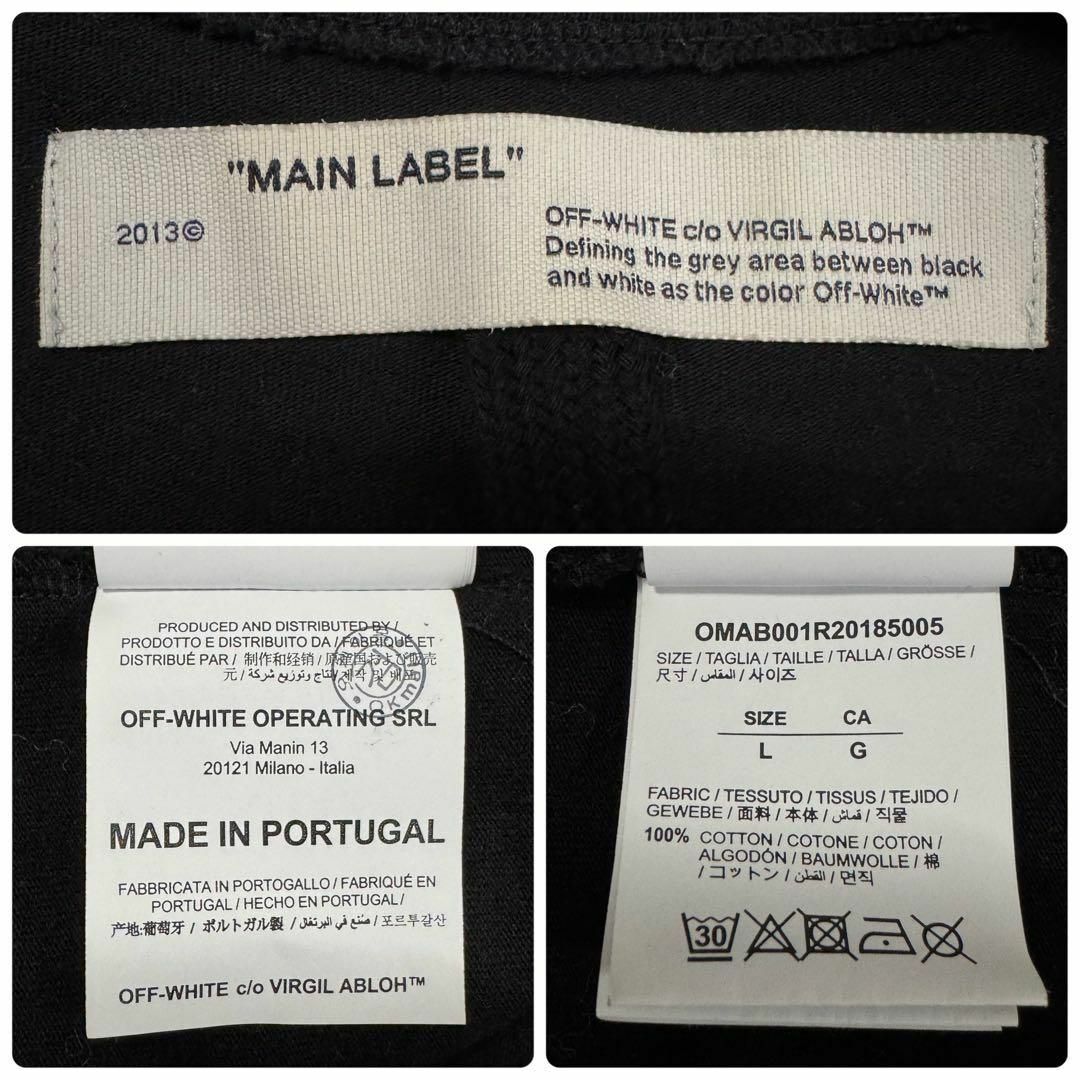 "MAIN LABEL"
2013©
OFF-WHITE c/o VIRGIL ABLOH™
Defining the grey area between black
and white as the color Off-White™
PRODUCED AND DISTRIBUTED BY /
PRODOTTO E DISTRIBUITO DA / FABRIQUÉ ET
DISTRIBUÉ PAR / 制作和经销 / 原産国および販売
元 / إنتاج وتوزيع شركة / 제작 및 배포
OFF-WHITE OPERATING SRL
Via Manin 13
20121 Milano - Italia
MADE IN PORTUGAL
FABBRICATA IN PORTOGALLO / FABRIQUÉ EN
PORTUGAL / HECHO EN PORTUGAL /
产地:葡萄牙 / ポルトガル製 / صنع في البرتغال / 포르투갈산
OFF-WHITE c/o VIRGIL ABLOH™
OMAB001R20185005
SIZE / TAGLIA / TAILLE / TALLA / GRÖSSE /
尺寸 / المقاس / 사이즈
SIZE CA
L G
FABRIC / TESSUTO / TISSUS / TEJIDO /
GEWEBE / 面料 / 本体 / قماش / 직물
100% COTTON / COTONE / COTON /
ALGODÓN / BAUMWOLLE / 棉
/ コットン / القطن / 면직
30